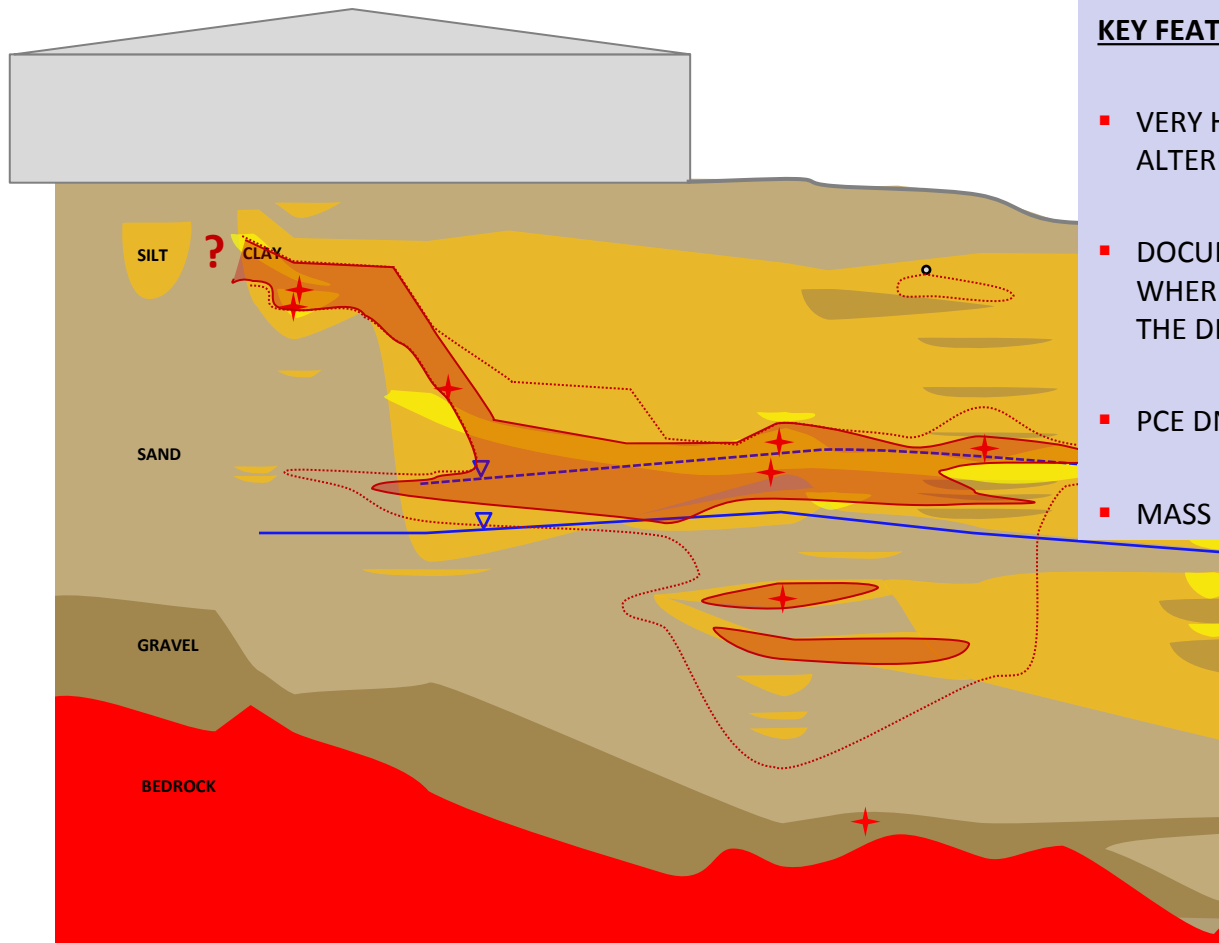 KEY FEAT
VERY H
ALTER
SILT
?
CLAY
DOCU
WHER
THE D
PCE D
SAND
MASS
GRAVEL
BEDROCK